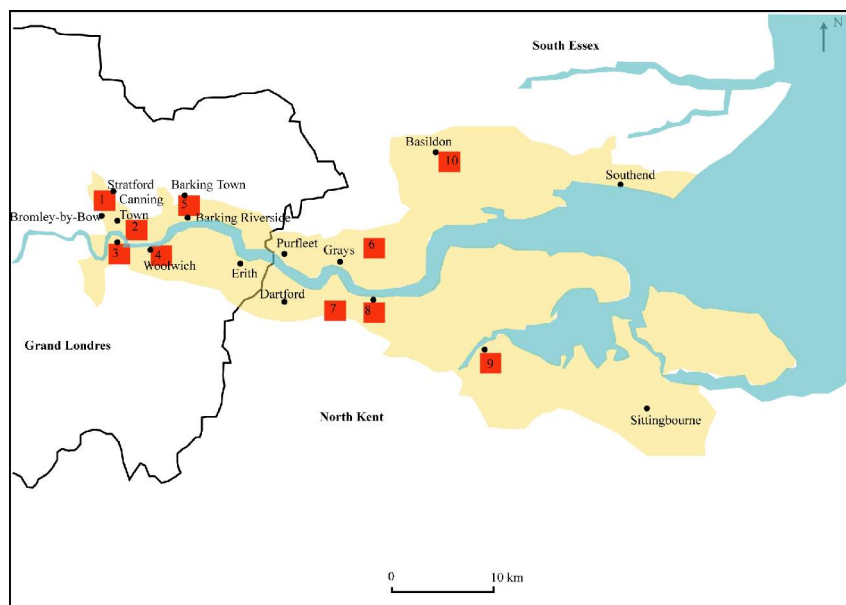 N
South Essex
Basildon
10
Southend
Stratford
Barking Town
1
5
Canning
Town
Bromley-by-Bow
2
Barking Riverside
3
4
Woolwich
Purfleet
6
Grays
Erith
Dartford
7
8
Grand Londres
9
North Kent
Sittingbourne
0
10 km